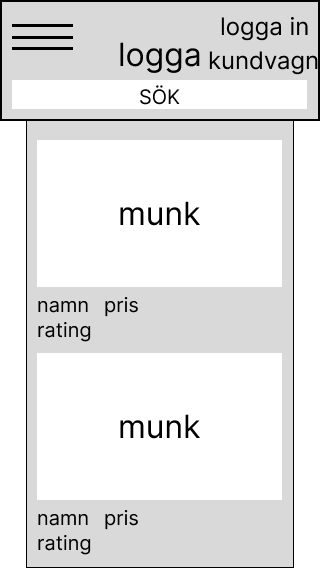 logga in
logga kundvagn
SÖK
munk
namn pris
rating
munk
namn pris
rating